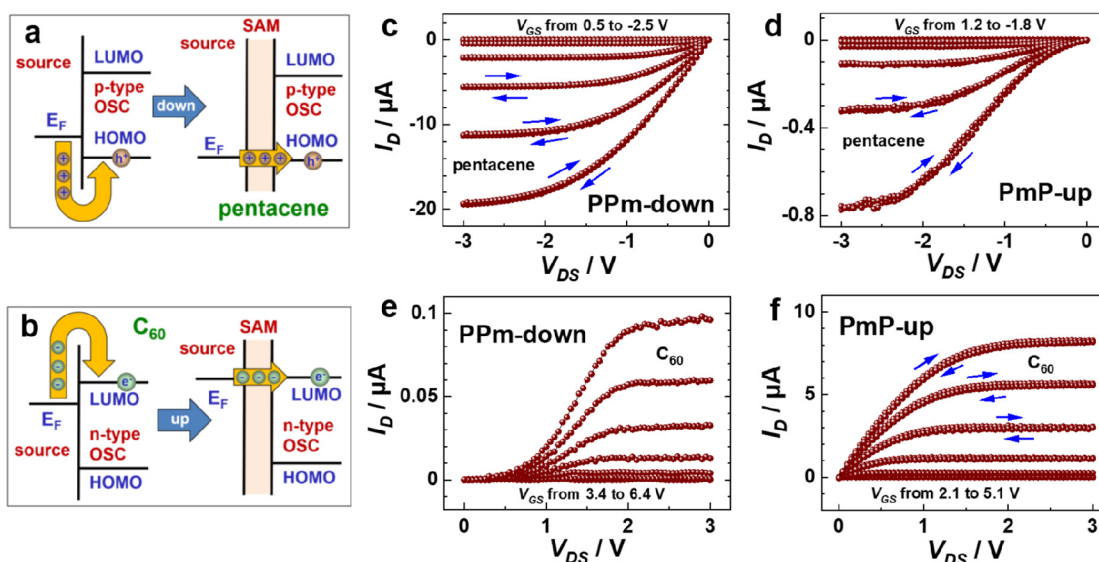 a
SAM
source
source
LUMO
LUMO
p-type
OSC
p-type
OSC
down
E_F
HOMO
h⁺
E_F
HOMO
+ + +
+ + +
h⁺
pentacene
b
C₆₀
SAM
source
- - -
e⁻
LUMO
- - -
e⁻
E_F
LUMO
E_F
up
source
n-type
OSC
n-type
OSC
HOMO
HOMO
c
V_GS from 0.5 to -2.5 V
0
-10
-20
I_D / µA
pentacene
PPm-down
-3 -2 -1 0
V_DS / V
d
V_GS from 1.2 to -1.8 V
0
-0.4
-0.8
I_D / µA
pentacene
PmP-up
-3 -2 -1 0
V_DS / V
e
PPm-down
C₆₀
0.1
0.05
0
I_D / µA
V_GS from 3.4 to 6.4 V
0 1 2 3
V_DS / V
f
PmP-up
C₆₀
10
5
0
I_D / µA
V_GS from 2.1 to 5.1 V
0 1 2 3
V_DS / V